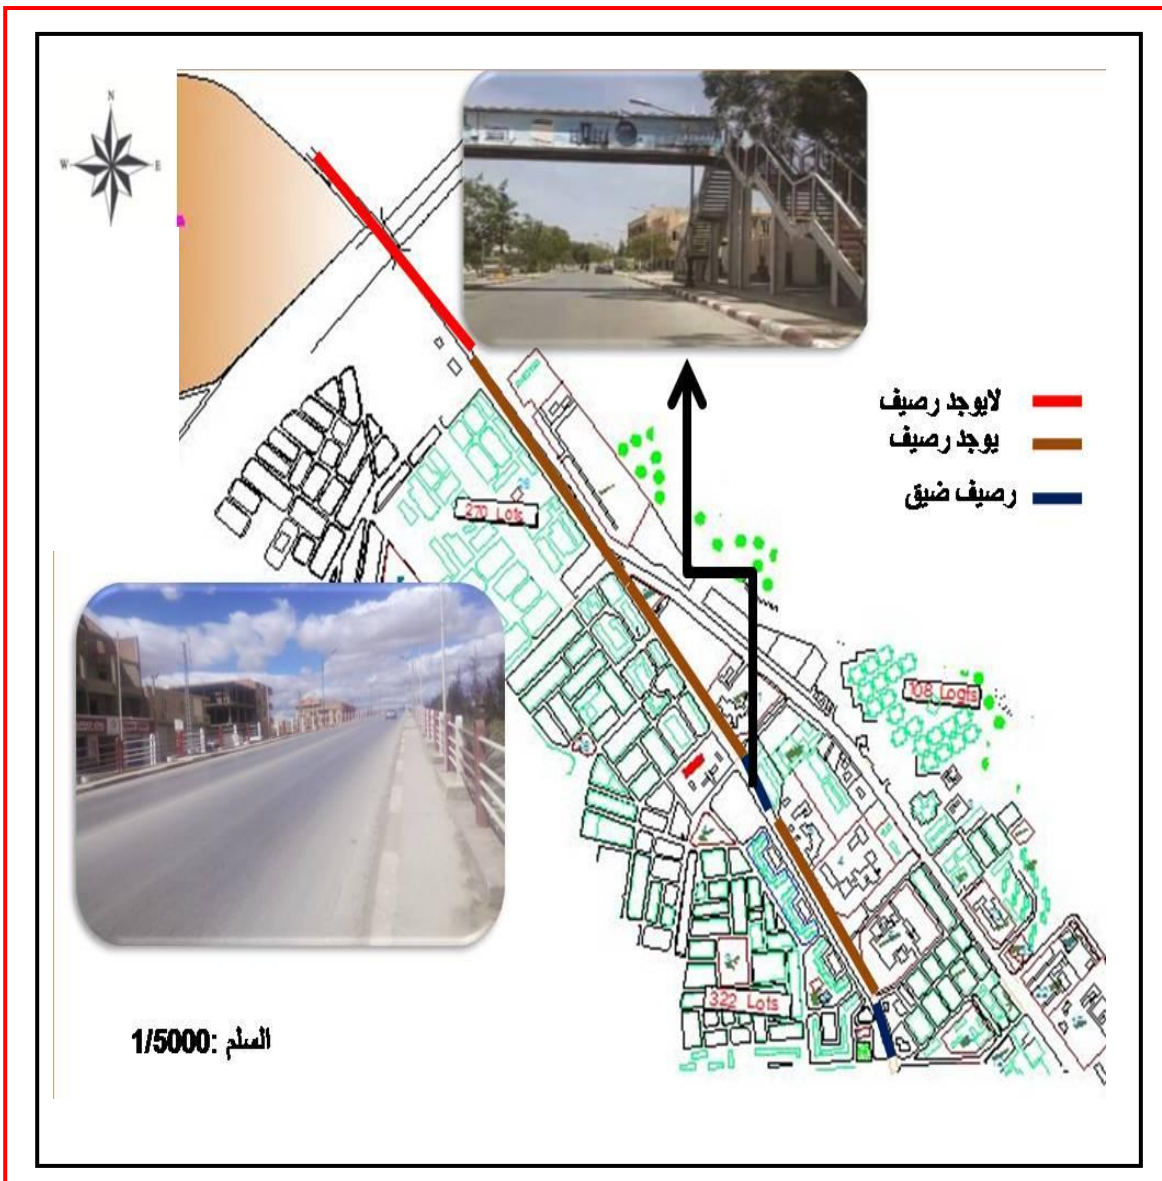 N
W
E
لايوجد رصيف
يوجد رصيف
رصيف ضيق
270 Lots
108 Logts
322 Lots
السلم :1/5000